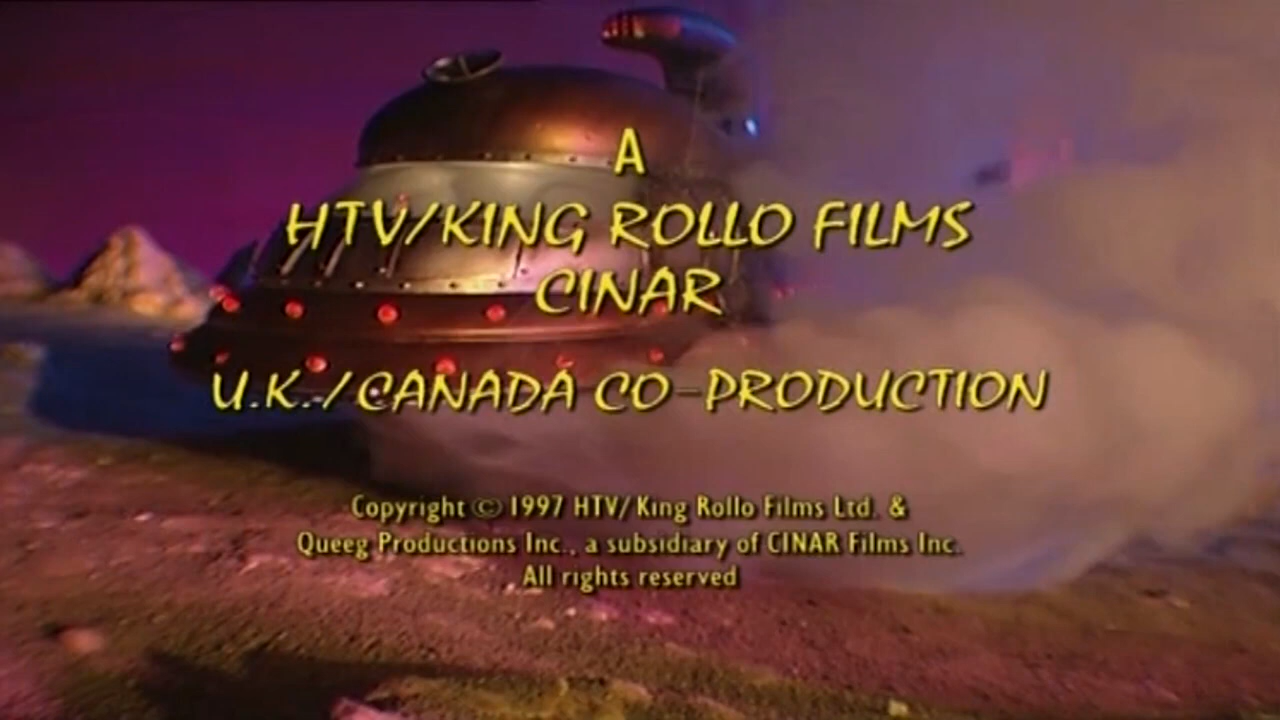 A
HTV/KING ROLLO FILMS
CINAR
U.K./CANADA CO-PRODUCTION
Copyright © 1997 HTV/King Rollo Films Ltd. &
Queeg Productions Inc., a subsidiary of CINAR Films Inc.
All rights reserved